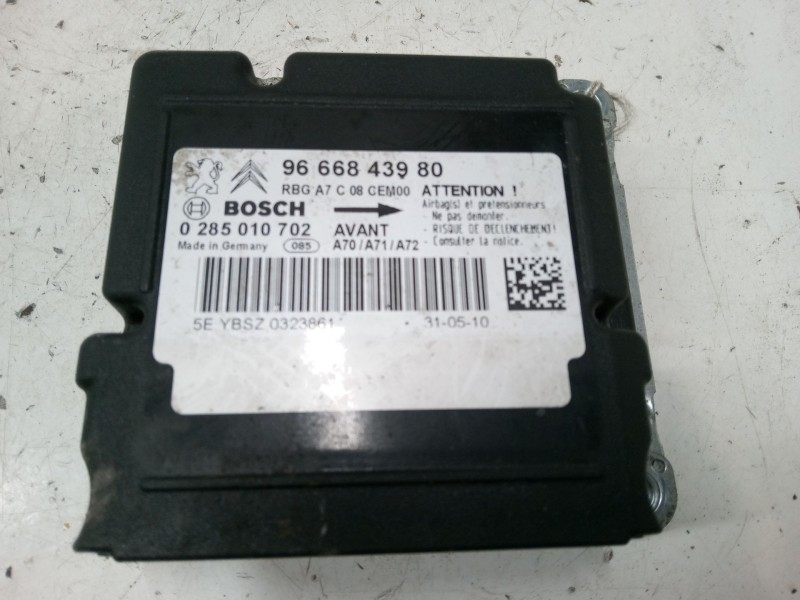 96 668 439 80
RBG A7 C 08 CEM00 ATTENTION !
Airbag(s) et pretensionneurs
Ne pas demonter.
BOSCH
0 285 010 702 AVANT
- RISQUE DE DECLENCHEMENT!
Made in Germany 085 A70/A71/A72
- Consulter la notice.
5E YBSZ 0323861 31-05-10